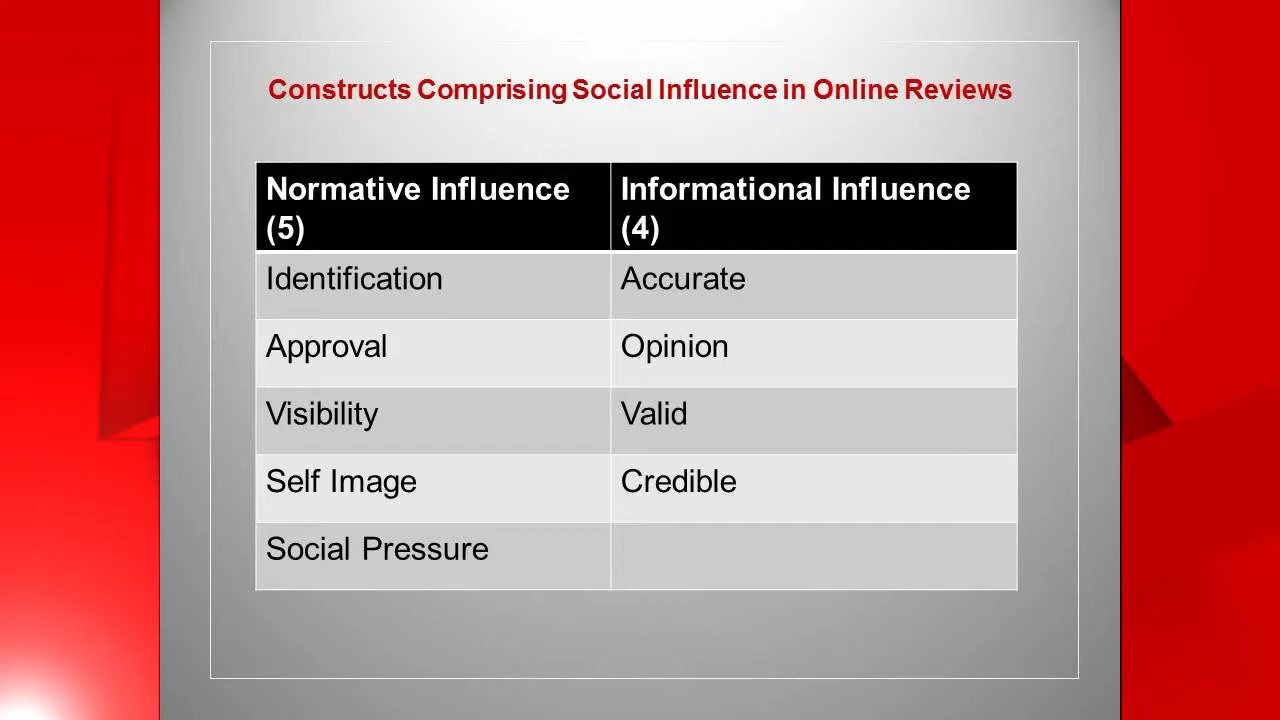 Constructs Comprising Social Influence in Online Reviews
Normative Influence
(5)
Informational Influence
(4)
Identification
Accurate
Approval
Opinion
Visibility
Valid
Self Image
Credible
Social Pressure